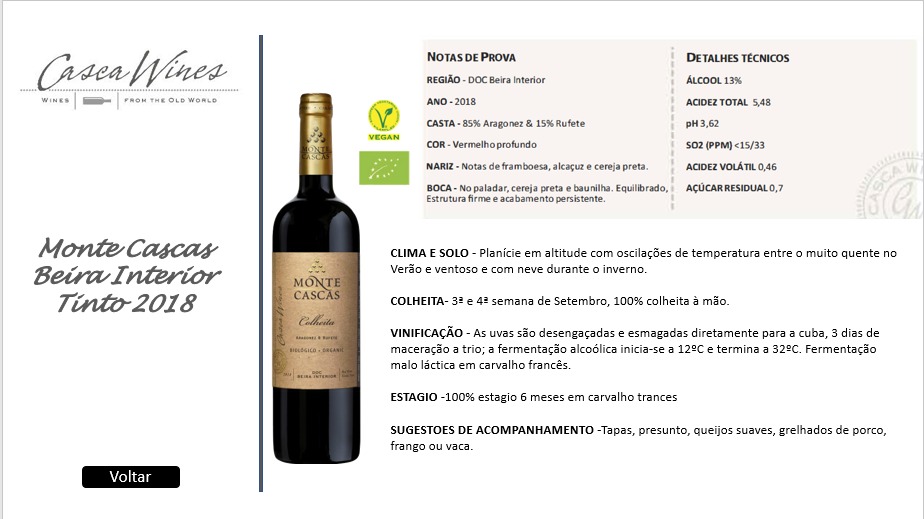 Casca Wines
WINES FROM THE OLD WORLD
Monte Cascas
Beira Interior
Tinto 2018
Voltar
MONTE
CASCAS
Casca Wines
MONTE
CASCAS
Colheita
ARAGONEZ & RUFETE
BIOLÓGICO - ORGANIC
DOC
BEIRA INTERIOR
VEGAN
NOTAS DE PROVA
REGIÃO - DOC Beira Interior
ANO - 2018
CASTA - 85% Aragonez & 15% Rufete
COR - Vermelho profundo
NARIZ - Notas de framboesa, alcaçuz e cereja preta.
BOCA - No paladar, cereja preta e baunilha. Equilibrado,
Estrutura firme e acabamento persistente.
DETALHES TÉCNICOS
ÁLCOOL 13%
ACIDEZ TOTAL 5,48
pH 3,62
SO2 (PPM) <15/33
ACIDEZ VOLÁTIL 0,46
AÇÚCAR RESIDUAL 0,7
CASCA W
CLIMA E SOLO - Planície em altitude com oscilações de temperatura entre o muito quente no
Verão e ventoso e com neve durante o inverno.
COLHEITA- 3ª e 4ª semana de Setembro, 100% colheita à mão.
VINIFICAÇÃO - As uvas são desengaçadas e esmagadas diretamente para a cuba, 3 dias de
maceração a trio; a fermentação alcoólica inicia-se a 12ºC e termina a 32ºC. Fermentação
malo láctica em carvalho francês.
ESTAGIO -100% estagio 6 meses em carvalho trances
SUGESTOES DE ACOMPANHAMENTO -Tapas, presunto, queijos suaves, grelhados de porco,
frango ou vaca.